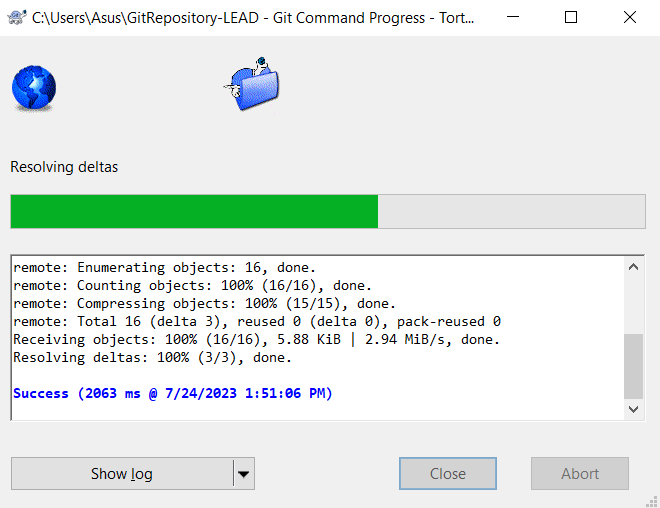 C:\Users\Asus\GitRepository-LEAD - Git Command Progress - Tort...
Resolving deltas
remote: Enumerating objects: 16, done.
remote: Counting objects: 100% (16/16), done.
remote: Compressing objects: 100% (15/15), done.
remote: Total 16 (delta 3), reused 0 (delta 0), pack-reused 0
Receiving objects: 100% (16/16), 5.88 KiB | 2.94 MiB/s, done.
Resolving deltas: 100% (3/3), done.
Success (2063 ms @ 7/24/2023 1:51:06 PM)
Show log
Close
Abort